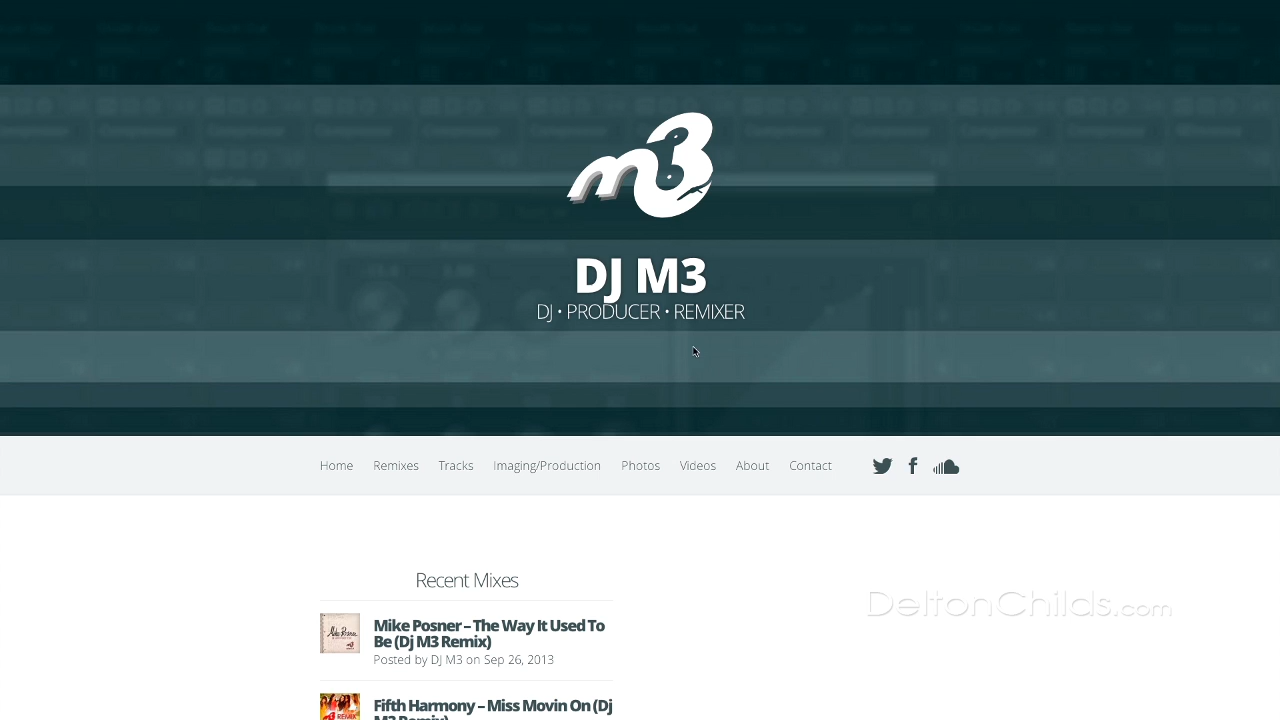 m3
DJ M3
DJ • PRODUCER • REMIXER
Home Remixes Tracks Imaging/Production Photos Videos About Contact
Recent Mixes
Mike Posner – The Way It Used To
Be (Dj M3 Remix)
Posted by DJ M3 on Sep 26, 2013
Fifth Harmony – Miss Movin On (Dj
M3 Remix)
DeltonChilds.com